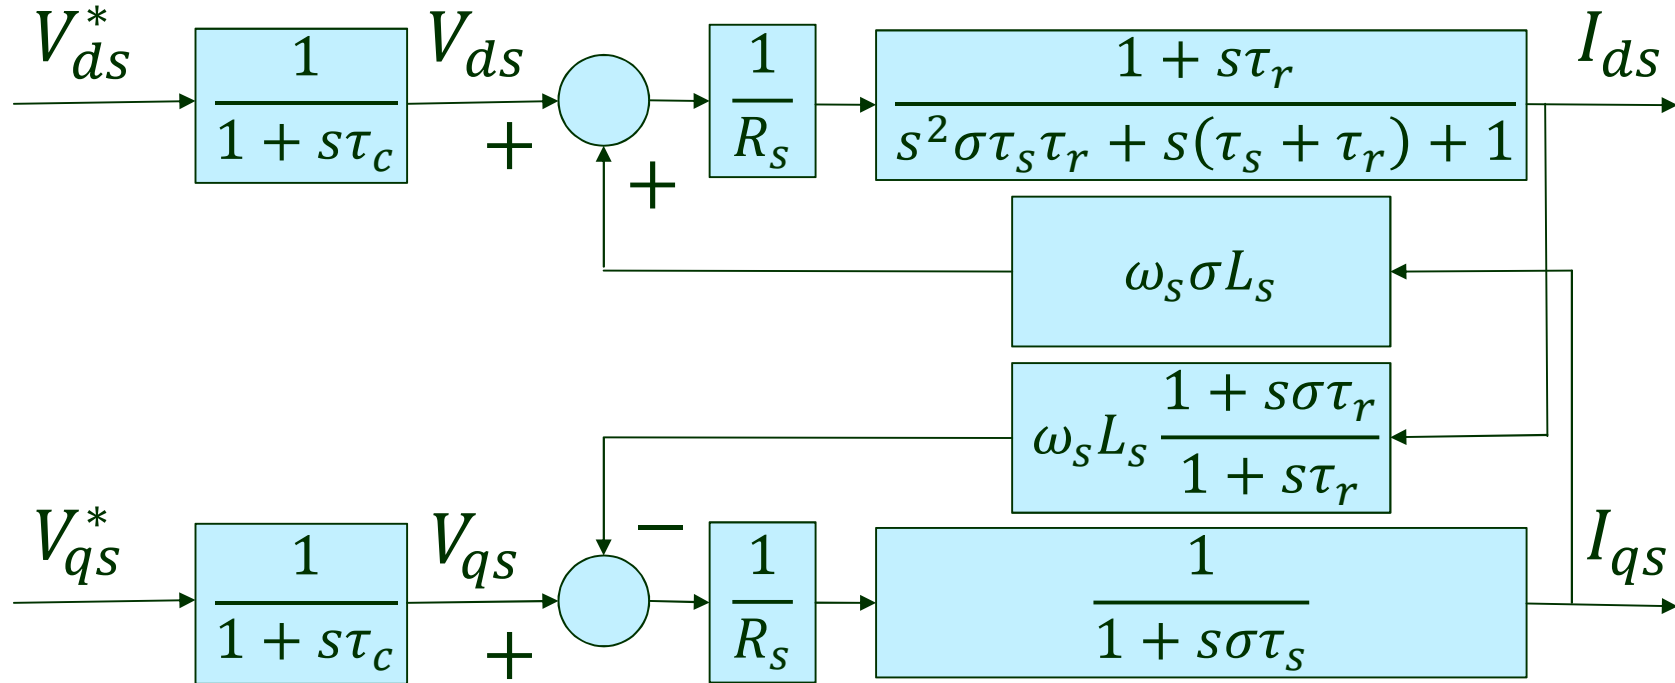 V*ds 1/(1 + sτc) Vds + 1/Rs (1 + sτr)/(s²στsτr + s(τs + τr) + 1) Ids
+
ωsσLs
ωsLs (1 + sστr)/(1 + sτr)
−
V*qs 1/(1 + sτc) Vqs + 1/Rs 1/(1 + sστs) Iqs